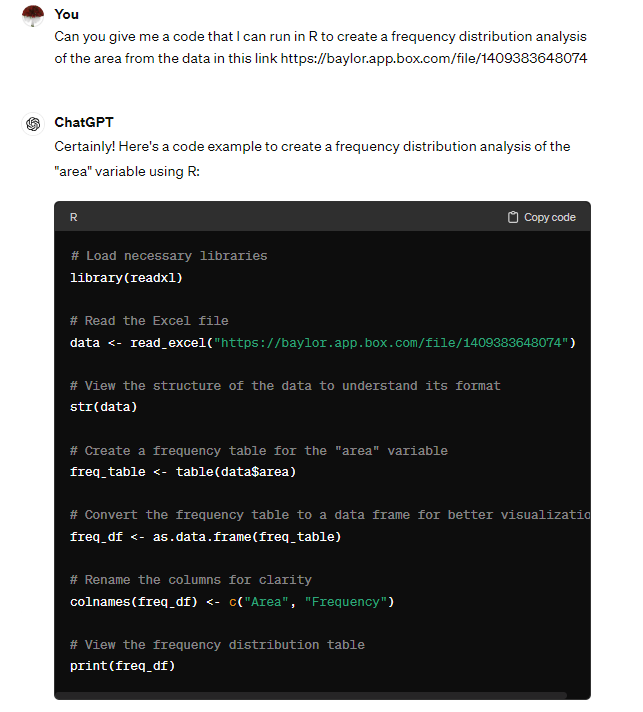 You
Can you give me a code that I can run in R to create a frequency distribution analysis
of the area from the data in this link https://baylor.app.box.com/file/1409383648074
ChatGPT
Certainly! Here's a code example to create a frequency distribution analysis of the
"area" variable using R:
R Copy code
# Load necessary libraries
library(readxl)
# Read the Excel file
data <- read_excel("https://baylor.app.box.com/file/1409383648074")
# View the structure of the data to understand its format
str(data)
# Create a frequency table for the "area" variable
freq_table <- table(data$area)
# Convert the frequency table to a data frame for better visualizatio
freq_df <- as.data.frame(freq_table)
# Rename the columns for clarity
colnames(freq_df) <- c("Area", "Frequency")
# View the frequency distribution table
print(freq_df)